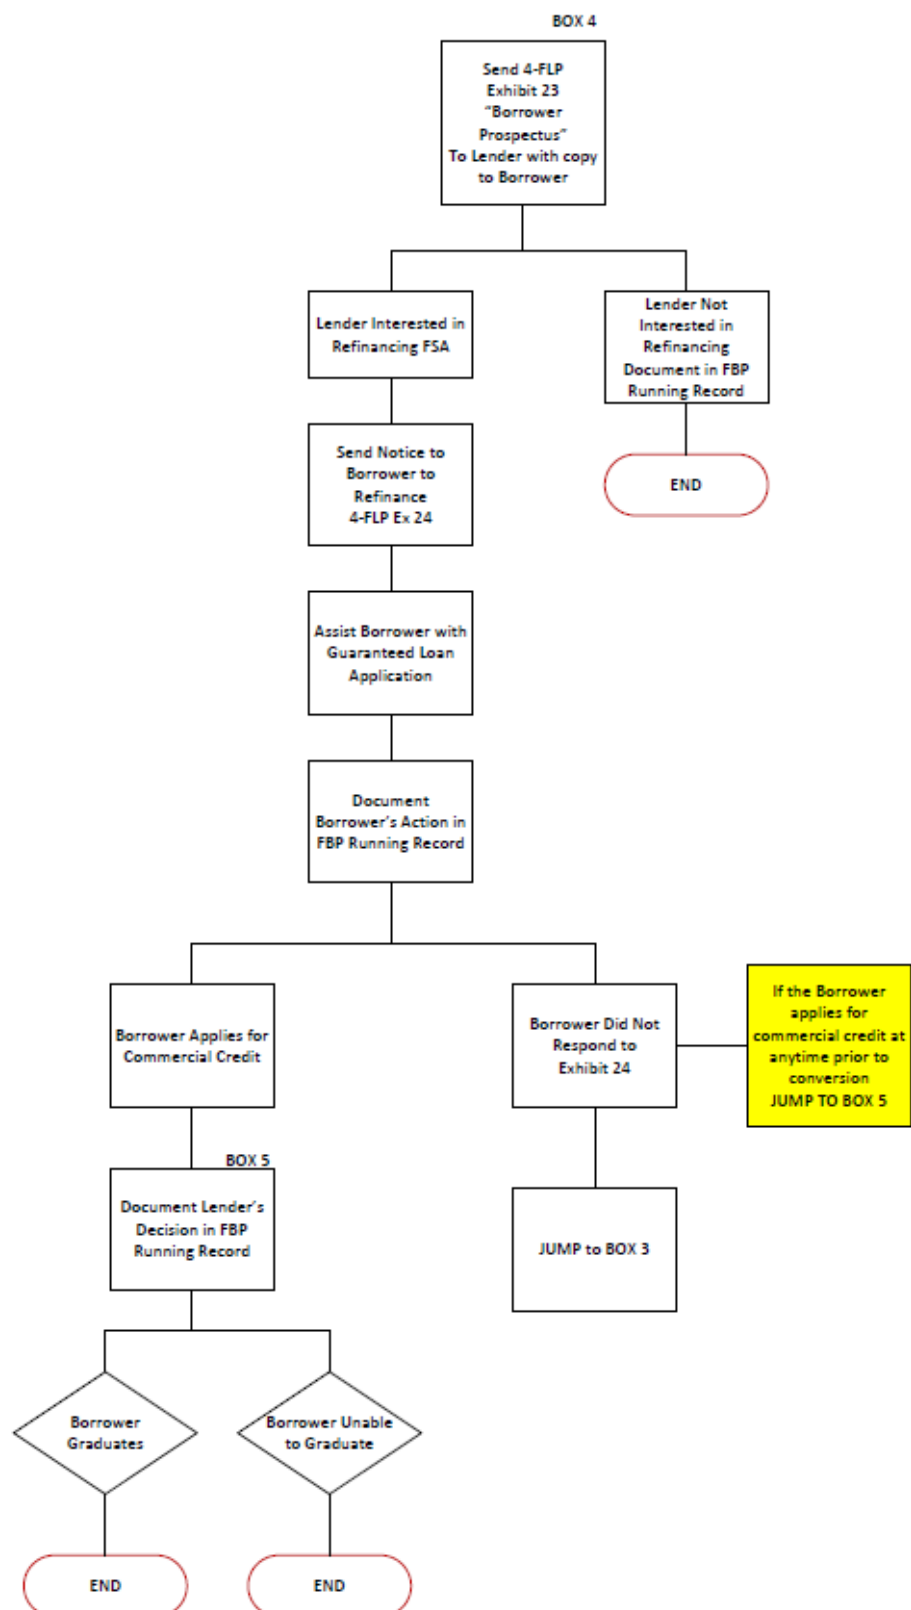 BOX 4
Send 4-FLP
Exhibit 23
"Borrower
Prospectus"
To Lender with copy
to Borrower
Lender Interested in
Refinancing FSA
Lender Not
Interested in
Refinancing
Document in FBP
Running Record
Send Notice to
Borrower to
Refinance
4-FLP Ex 24
END
Assist Borrower with
Guaranteed Loan
Application
Document
Borrower's Action in
FBP Running Record
Borrower Applies for
Commercial Credit
Borrower Did Not
Respond to
Exhibit 24
If the Borrower
applies for
commercial credit at
anytime prior to
conversion
JUMP TO BOX 5
BOX 5
Document Lender's
Decision in FBP
Running Record
JUMP to BOX 3
Borrower
Graduates
Borrower Unable
to Graduate
END
END